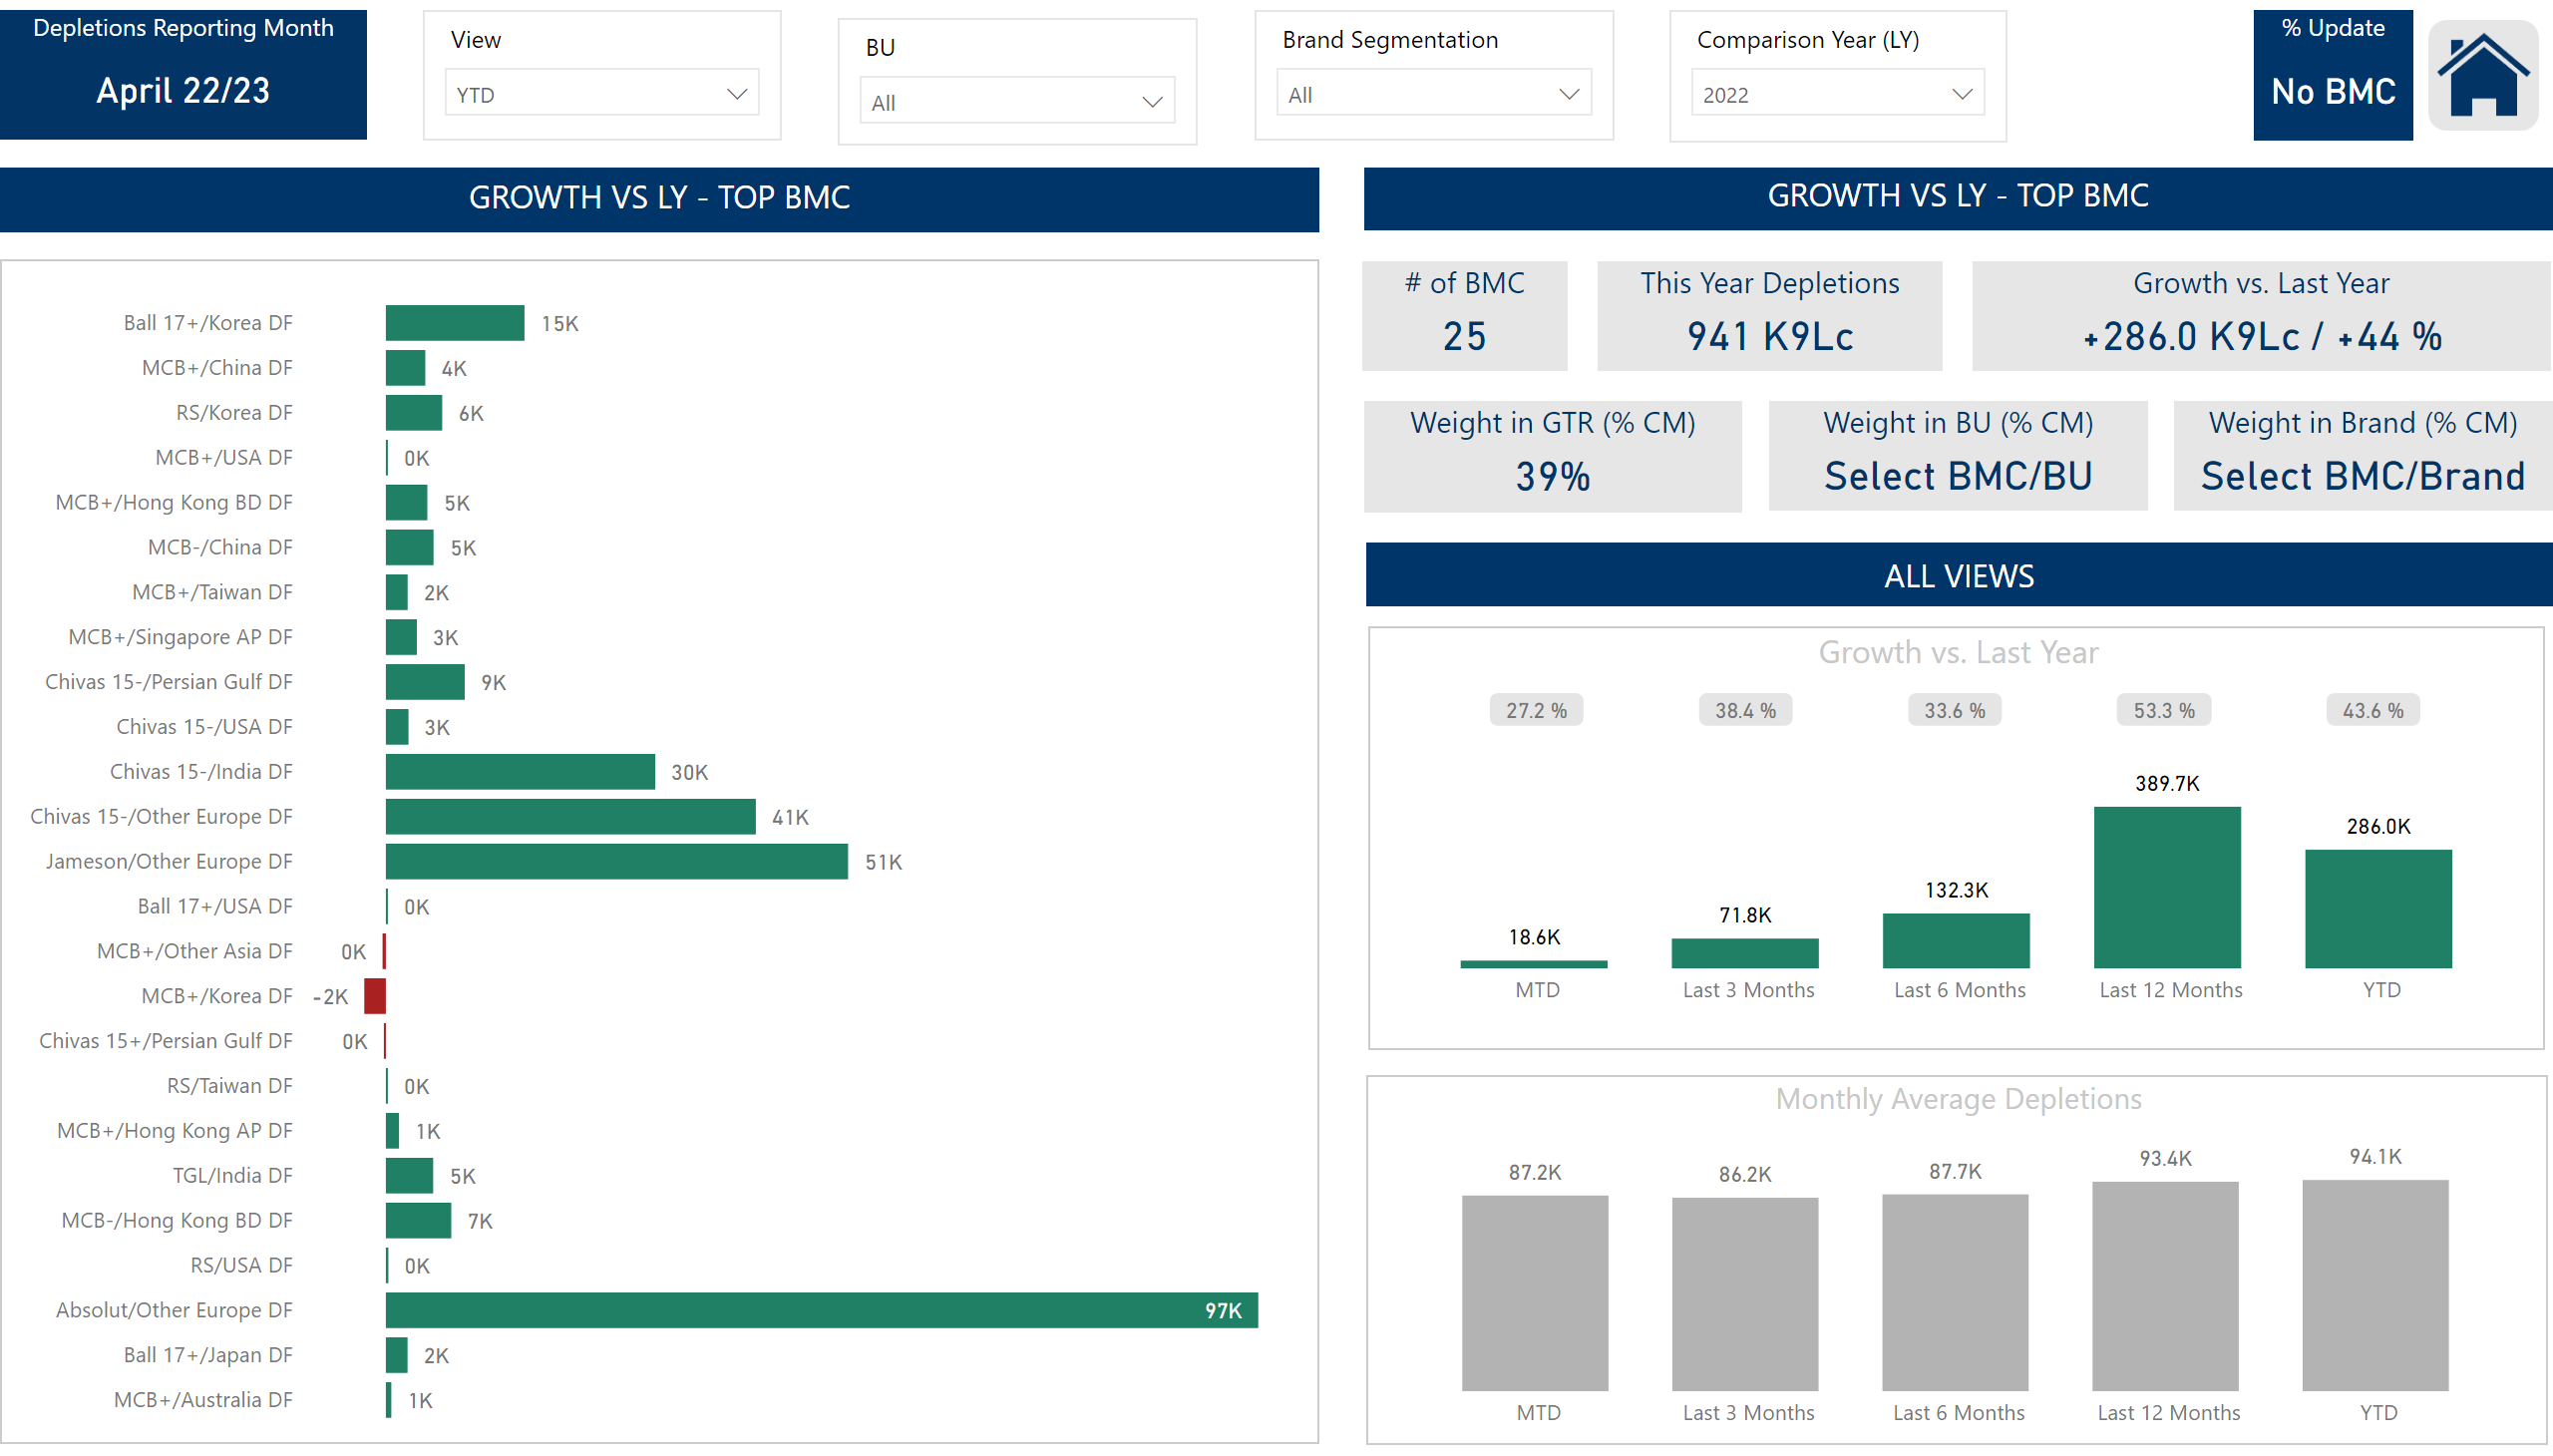 Depletions Reporting Month
April 22/23
View
YTD
BU
All
Brand Segmentation
All
Comparison Year (LY)
2022
% Update
No BMC
GROWTH VS LY - TOP BMC
Ball 17+/Korea DF 15K
MCB+/China DF 4K
RS/Korea DF 6K
MCB+/USA DF 0K
MCB+/Hong Kong BD DF 5K
MCB-/China DF 5K
MCB+/Taiwan DF 2K
MCB+/Singapore AP DF 3K
Chivas 15-/Persian Gulf DF 9K
Chivas 15-/USA DF 3K
Chivas 15-/India DF 30K
Chivas 15-/Other Europe DF 41K
Jameson/Other Europe DF 51K
Ball 17+/USA DF 0K
MCB+/Other Asia DF 0K
MCB+/Korea DF -2K
Chivas 15+/Persian Gulf DF 0K
RS/Taiwan DF 0K
MCB+/Hong Kong AP DF 1K
TGL/India DF 5K
MCB-/Hong Kong BD DF 7K
RS/USA DF 0K
Absolut/Other Europe DF 97K
Ball 17+/Japan DF 2K
MCB+/Australia DF 1K
GROWTH VS LY - TOP BMC
# of BMC
25
This Year Depletions
941 K9Lc
Growth vs. Last Year
+286.0 K9Lc / +44 %
Weight in GTR (% CM)
39%
Weight in BU (% CM)
Select BMC/BU
Weight in Brand (% CM)
Select BMC/Brand
ALL VIEWS
Growth vs. Last Year
27.2 % 38.4 % 33.6 % 53.3 % 43.6 %
18.6K 71.8K 132.3K 389.7K 286.0K
MTD Last 3 Months Last 6 Months Last 12 Months YTD
Monthly Average Depletions
87.2K 86.2K 87.7K 93.4K 94.1K
MTD Last 3 Months Last 6 Months Last 12 Months YTD